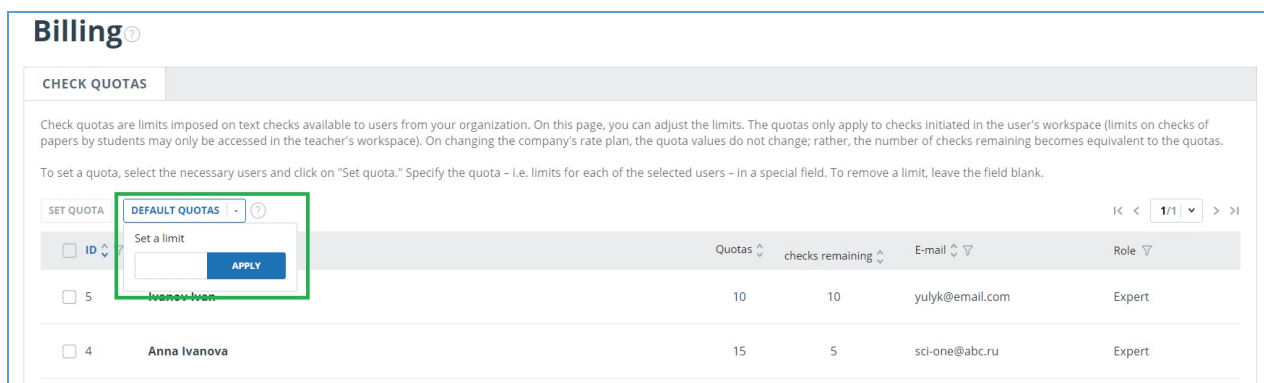 Billing ?
CHECK QUOTAS
Check quotas are limits imposed on text checks available to users from your organization. On this page, you can adjust the limits. The quotas only apply to checks initiated in the user's workspace (limits on checks of
papers by students may only be accessed in the teacher's workspace). On changing the company's rate plan, the quota values do not change; rather, the number of checks remaining becomes equivalent to the quotas.
To set a quota, select the necessary users and click on "Set quota." Specify the quota – i.e. limits for each of the selected users – in a special field. To remove a limit, leave the field blank.
SET QUOTA DEFAULT QUOTAS - ? 1/1
Set a limit
APPLY
ID Quotas checks remaining E-mail Role
5 Ivanov Ivan 10 10 yulyk@email.com Expert
4 Anna Ivanova 15 5 sci-one@abc.ru Expert